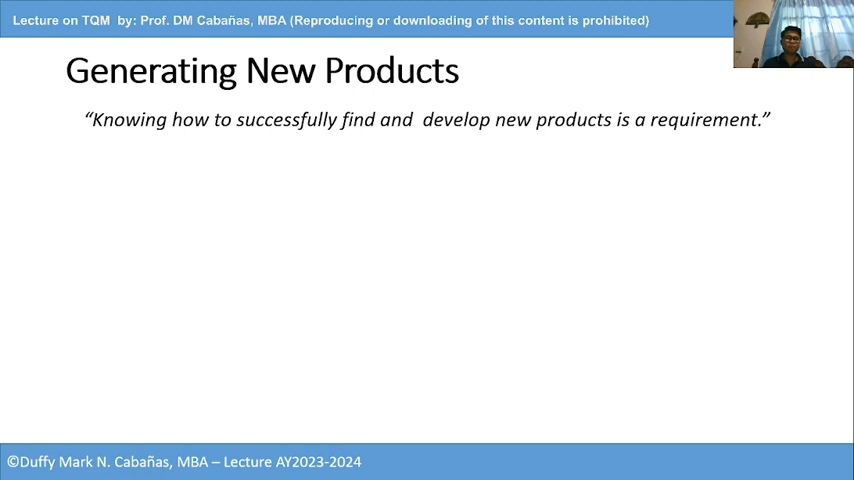 Lecture on TQM by: Prof. DM Cabañas, MBA (Reproducing or downloading of this content is prohibited)
Generating New Products
“Knowing how to successfully find and develop new products is a requirement.”
©Duffy Mark N. Cabañas, MBA – Lecture AY2023-2024